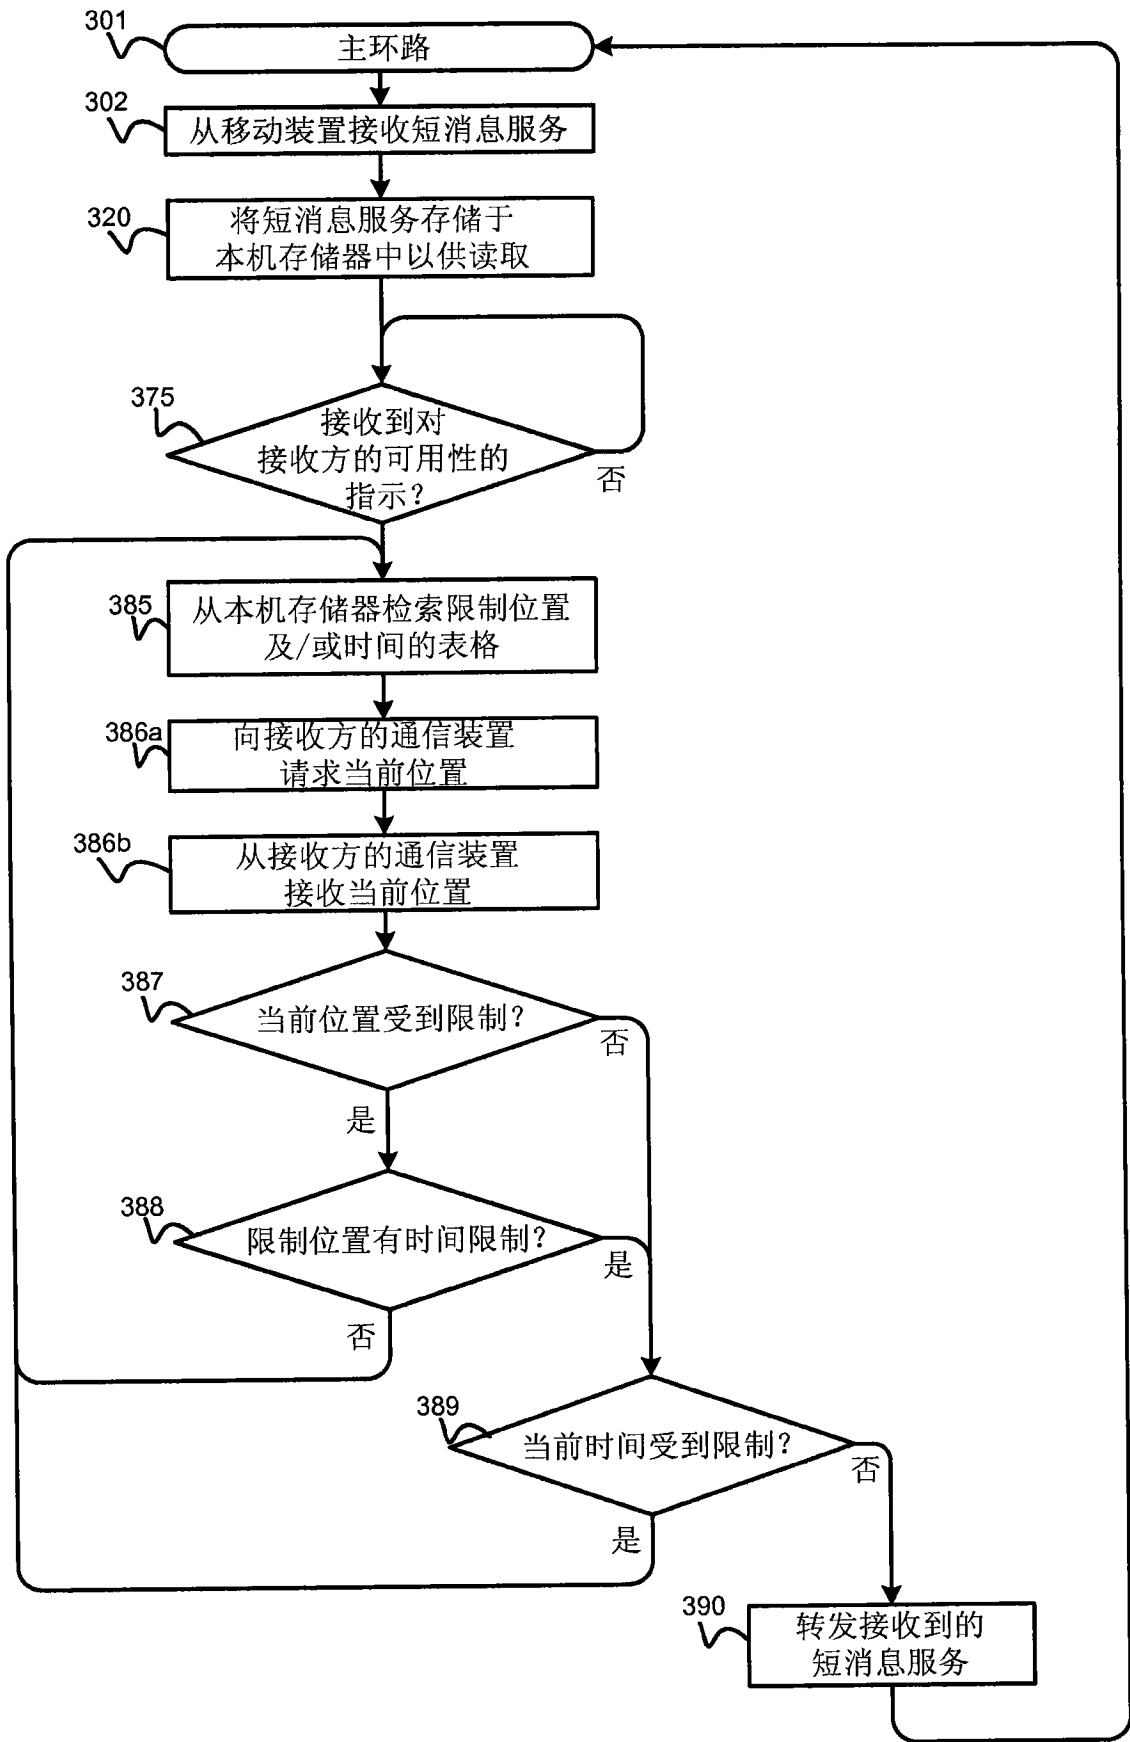 301
主环路
302
从移动装置接收短消息服务
320
将短消息服务存储于
本机存储器中以供读取
375
接收到对
接收方的可用性的
指示?
否
385
从本机存储器检索限制位置
及/或时间的表格
386a
向接收方的通信装置
请求当前位置
386b
从接收方的通信装置
接收当前位置
387
当前位置受到限制?
否
是
388
限制位置有时间限制?
是
否
389
当前时间受到限制?
否
是
390
转发接收到的
短消息服务